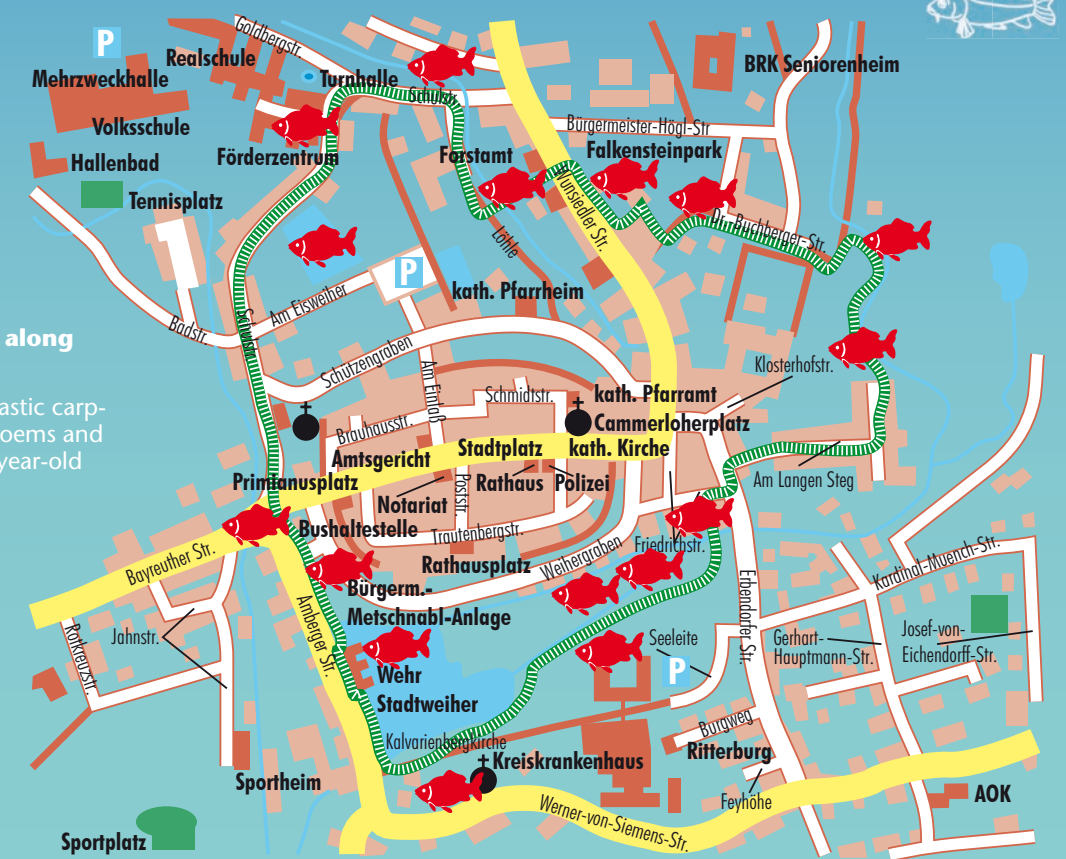 Goldbergstr.
P
Realschule
BRK Seniorenheim
Mehrzweckhalle
Turnhalle
Schulstr.
Volksschule
Bürgermeister-Högl-Str
Hallenbad
Förderzentrum
Forstamt
Falkensteinpark
Tennisplatz
Wunsiedler Str.
Dr.-Buchberger-Str.
Löhle
P
kath. Pfarrheim
Am Eisweiher
Badstr.
Schulstr.
along
Schützengraben
Am Einlaß
Klosterhofstr.
Schmidtstr.
kath. Pfarramt
astic carp-
Cammerloherplatz
oems and
Brauhausstr.
Stadtplatz
kath. Kirche
year-old
Amtsgericht
Primianusplatz
Rathaus
Polizei
Am Langen Steg
Notariat
Poststr.
Bushaltestelle
Trautenbergstr.
Friedrichstr.
Bayreuther Str.
Rathausplatz
Weihergraben
Kardinal-Muench-Str.
Bürgerm.-
Metschnabl-Anlage
Amberger Str.
Erbendorfer Str.
Jahnstr.
Rotkreuzstr.
Seeleite
Gerhart-
Hauptmann-Str.
Josef-von-
Eichendorff-Str.
P
Wehr
Stadtweiher
Burgweg
Kalvarienbergkirche
Kreiskrankenhaus
Ritterburg
Sportheim
Feyhöhe
AOK
Werner-von-Siemens-Str.
Sportplatz